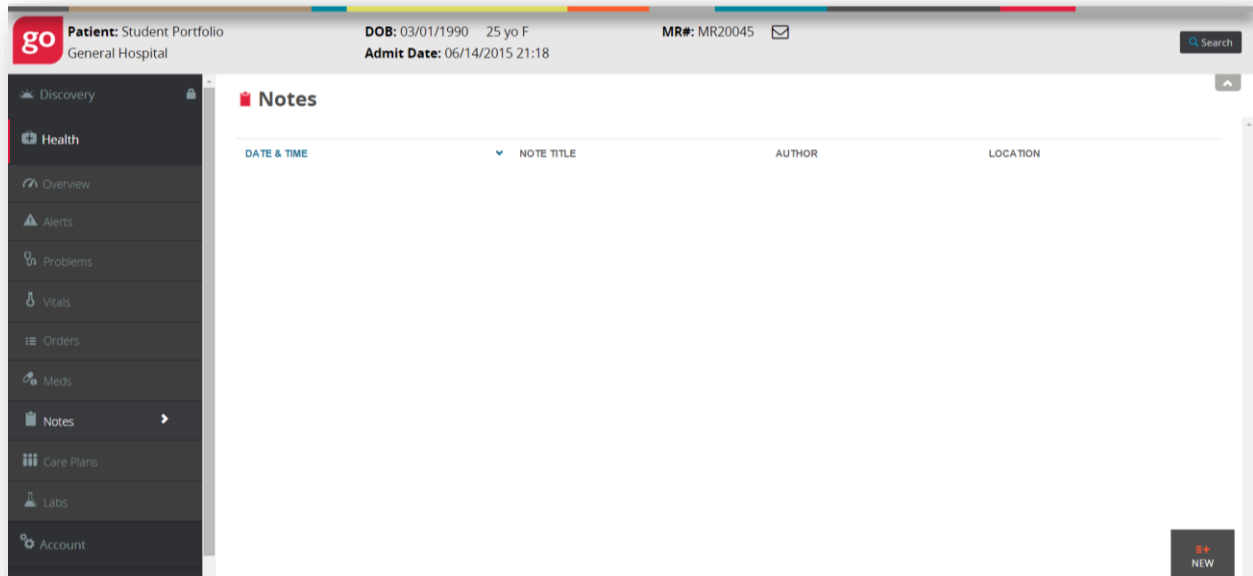 go
Patient: Student Portfolio
General Hospital
DOB: 03/01/1990 25 yo F
Admit Date: 06/14/2015 21:18
MR#: MR20045
Search
Discovery
Health
Overview
Alerts
Problems
Vitals
Orders
Meds
Notes
Care Plans
Labs
Account
Notes
DATE & TIME NOTE TITLE AUTHOR LOCATION
NEW